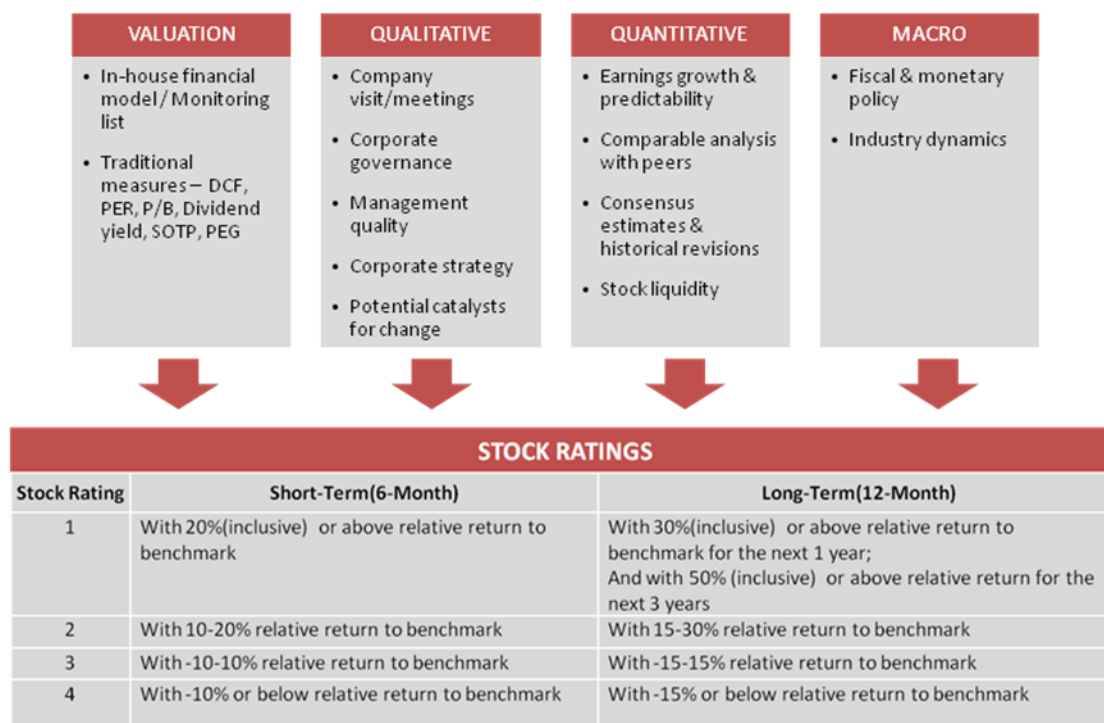 VALUATION
• In-house financial
model / Monitoring
list
• Traditional
measures – DCF,
PER, P/B, Dividend
yield, SOTP, PEG
QUALITATIVE
• Company
visit/meetings
• Corporate
governance
• Management
quality
• Corporate strategy
• Potential catalysts
for change
QUANTITATIVE
• Earnings growth &
predictability
• Comparable analysis
with peers
• Consensus
estimates &
historical revisions
• Stock liquidity
MACRO
• Fiscal & monetary
policy
• Industry dynamics
STOCK RATINGS
Stock Rating Short-Term(6-Month) Long-Term(12-Month)
1
With 20%(inclusive) or above relative return to
benchmark
With 30%(inclusive) or above relative return to
benchmark for the next 1 year;
And with 50% (inclusive) or above relative return for the
next 3 years
2 With 10-20% relative return to benchmark With 15-30% relative return to benchmark
3 With -10-10% relative return to benchmark With -15-15% relative return to benchmark
4 With -10% or below relative return to benchmark With -15% or below relative return to benchmark